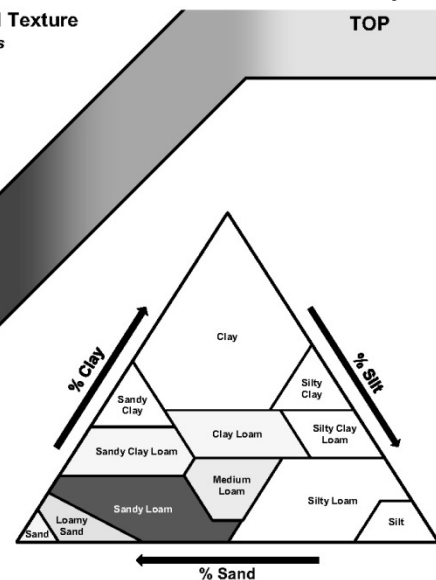 Texture
TOP
Clay
% Clay
% Silt
Sandy
Clay
Silty
Clay
Clay Loam
Silty Clay
Loam
Sandy Clay Loam
Medium
Loam
Silty Loam
Sandy Loam
Loamy
Sand
Sand
Silt
% Sand